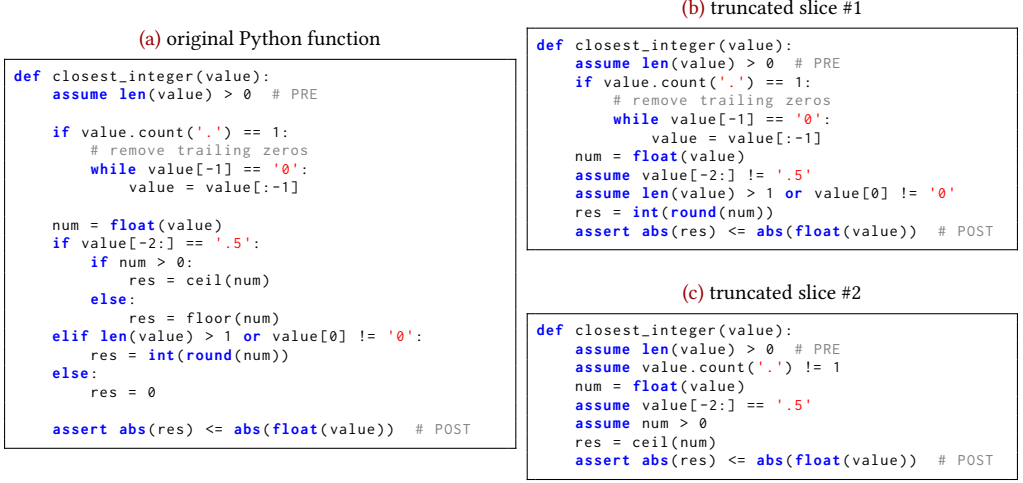 (a) original Python function
def closest_integer(value):
    assume len(value) > 0  # PRE

    if value.count('.') == 1:
        # remove trailing zeros
        while value[-1] == '0':
            value = value[:-1]

    num = float(value)
    if value[-2:] == '.5':
        if num > 0:
            res = ceil(num)
        else:
            res = floor(num)
    elif len(value) > 1 or value[0] != '0':
        res = int(round(num))
    else:
        res = 0

    assert abs(res) <= abs(float(value))  # POST
(b) truncated slice #1
def closest_integer(value):
    assume len(value) > 0  # PRE
    if value.count('.') == 1:
        # remove trailing zeros
        while value[-1] == '0':
            value = value[:-1]
    num = float(value)
    assume value[-2:] != '.5'
    assume len(value) > 1 or value[0] != '0'
    res = int(round(num))
    assert abs(res) <= abs(float(value))  # POST
(c) truncated slice #2
def closest_integer(value):
    assume len(value) > 0  # PRE
    assume value.count('.') != 1
    num = float(value)
    assume value[-2:] == '.5'
    assume num > 0
    res = ceil(num)
    assert abs(res) <= abs(float(value))  # POST